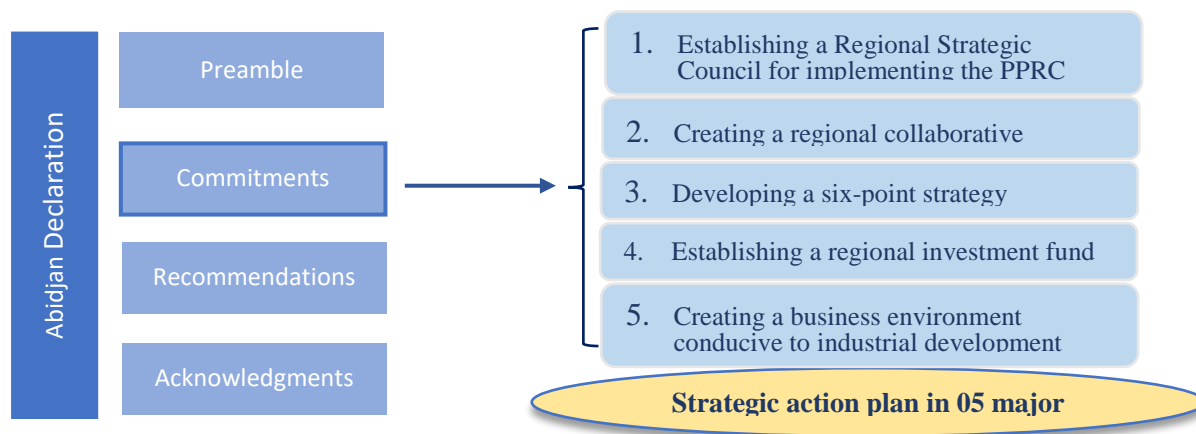 Abidjan Declaration
Preamble
Commitments
Recommendations
Acknowledgments
1. Establishing a Regional Strategic
Council for implementing the PPRC
2. Creating a regional collaborative
3. Developing a six-point strategy
4. Establishing a regional investment fund
5. Creating a business environment
conducive to industrial development
Strategic action plan in 05 major